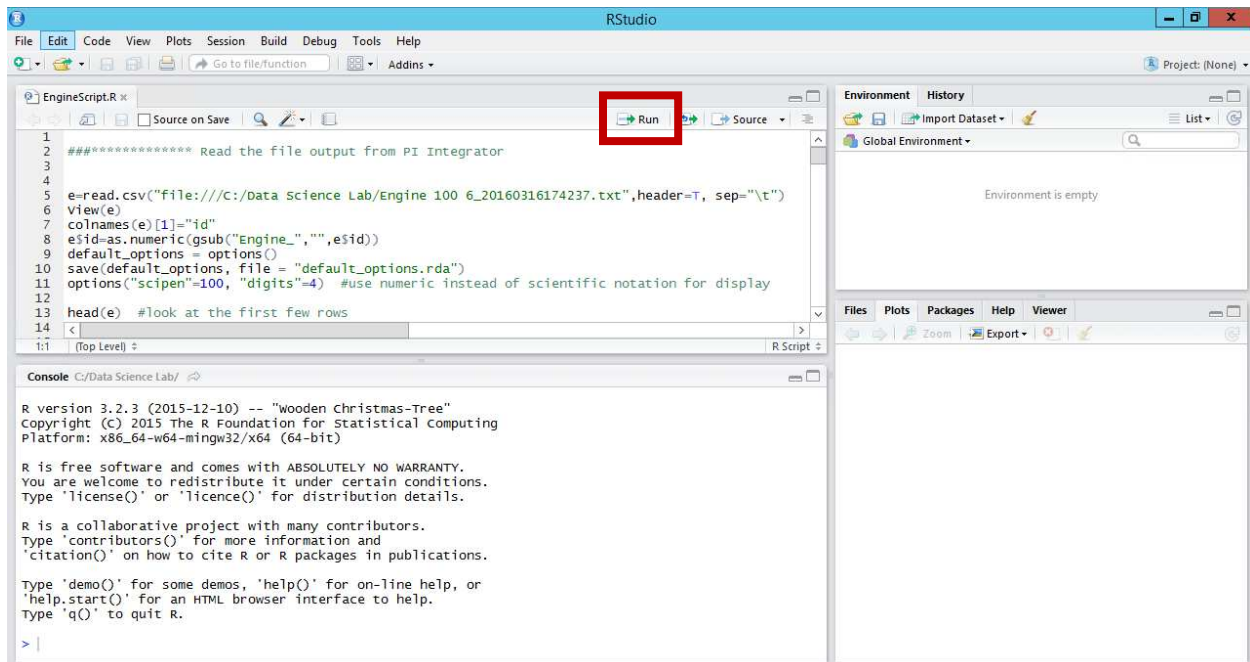 RStudio
File Edit Code View Plots Session Build Debug Tools Help
Go to file/function Addins Project: (None)
EngineScript.R
Source on Save Run Source
1
2 ###************* Read the file output from PI Integrator
3
4
5 e=read.csv("file:///C:/Data Science Lab/Engine 100 6_20160316174237.txt",header=T, sep="\t")
6 View(e)
7 colnames(e)[1]="id"
8 e$id=as.numeric(gsub("Engine_","",e$id))
9 default_options = options()
10 save(default_options, file = "default_options.rda")
11 options("scipen"=100, "digits"=4) #use numeric instead of scientific notation for display
12
13 head(e) #look at the first few rows
14
1:1 (Top Level) R Script
Console C:/Data Science Lab/
R version 3.2.3 (2015-12-10) -- "Wooden Christmas-Tree"
Copyright (C) 2015 The R Foundation for Statistical Computing
Platform: x86_64-w64-mingw32/x64 (64-bit)
R is free software and comes with ABSOLUTELY NO WARRANTY.
You are welcome to redistribute it under certain conditions.
Type 'license()' or 'licence()' for distribution details.
R is a collaborative project with many contributors.
Type 'contributors()' for more information and
'citation()' on how to cite R or R packages in publications.
Type 'demo()' for some demos, 'help()' for on-line help, or
'help.start()' for an HTML browser interface to help.
Type 'q()' to quit R.
>
Environment History
Import Dataset List
Global Environment
Environment is empty
Files Plots Packages Help Viewer
Zoom Export